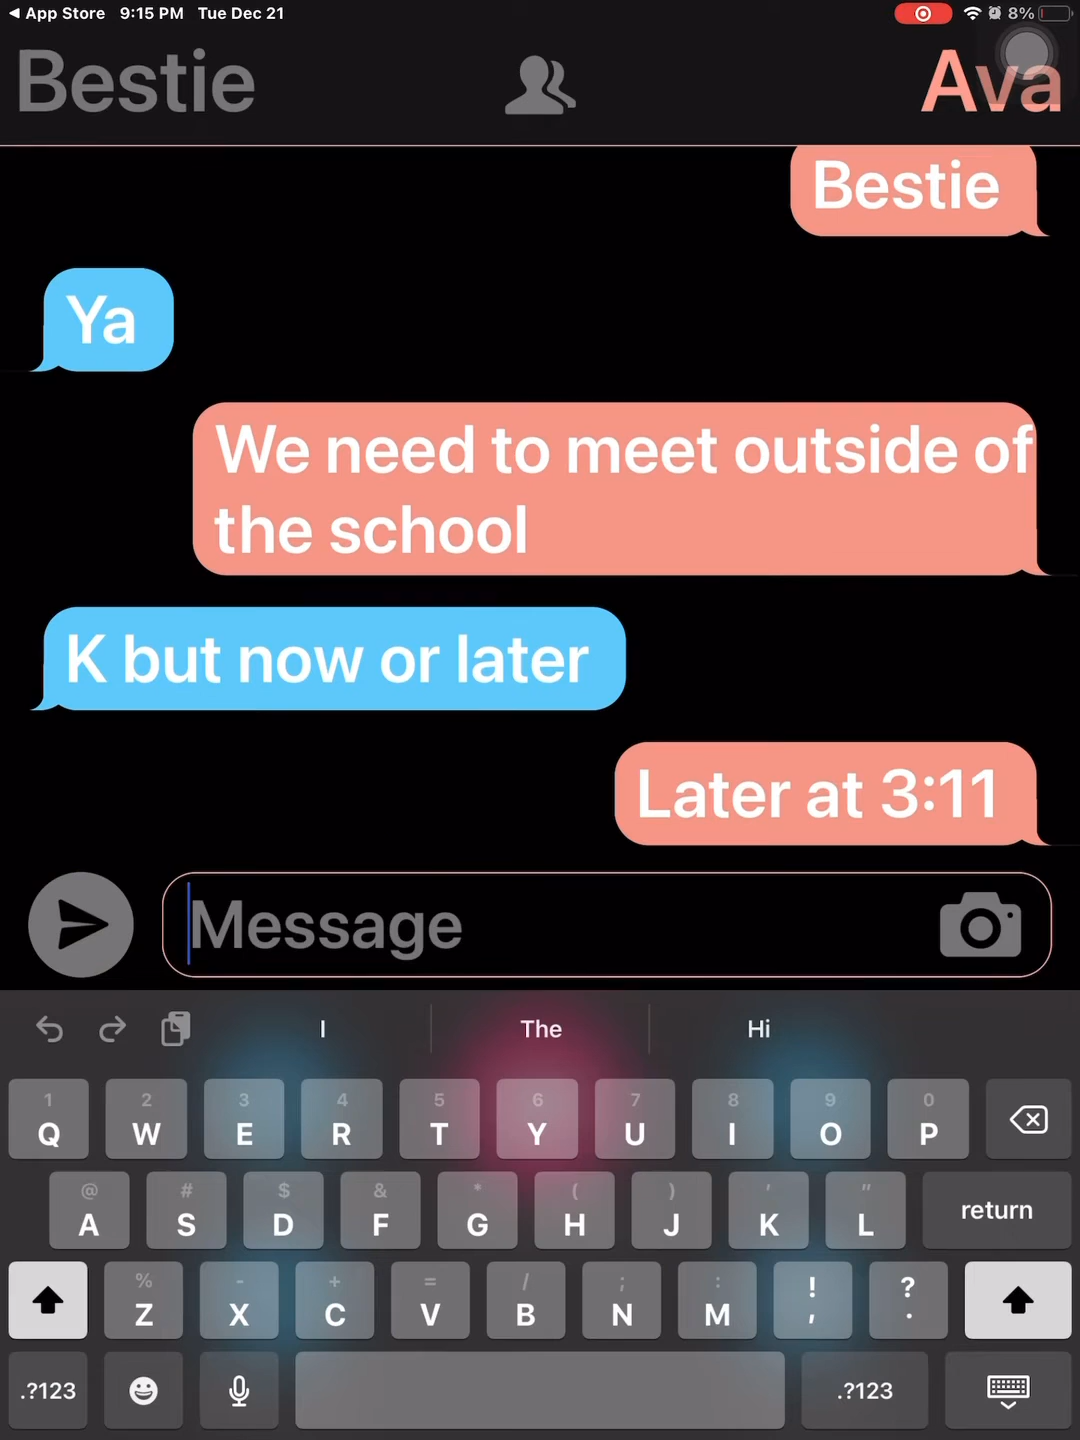 ◀ App Store 9:15 PM Tue Dec 21 8%
Bestie Ava
Bestie
Ya
We need to meet outside of
the school
K but now or later
Later at 3:11
Message
I The Hi
1 2 3 4 5 6 7 8 9 0
Q W E R T Y U I O P
@ # $ & * ( ) ' "
A S D F G H J K L return
% - + = / ; : ! ?
Z X C V B N M , .
.?123 .?123